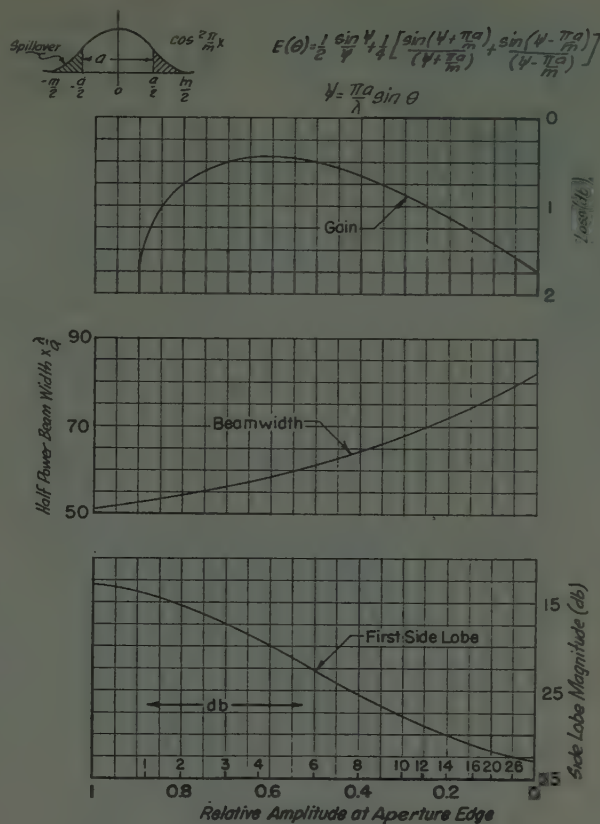 Spillover
a
cos² π/m x
-m/2 -a/2 0 a/2 m/2
E(θ)=1/2 sin ψ/ψ + 1/4 [sin(ψ+πa/m)/(ψ+πa/m) + sin(ψ-πa/m)/(ψ-πa/m)]
ψ = πa/λ sin θ
0
Gain
1
Loss(db)
2
90
Half Power Beam Width x λ/a
70
Beamwidth
50
15
First Side Lobe
25
Side Lobe Magnitude (db)
db
1 2 3 4 6 8 10 12 14 16 20 26
35
1 0.8 0.6 0.4 0.2 0
Relative Amplitude at Aperture Edge